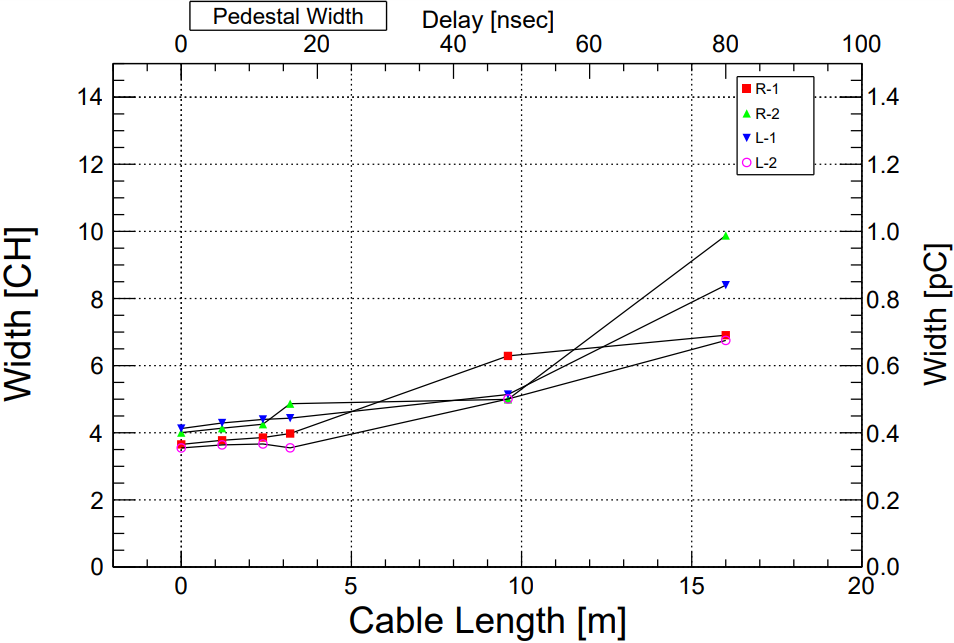 Pedestal Width
Delay [nsec]
0 20 40 60 80 100
R-1
R-2
L-1
L-2
14
12
10
8
6
4
2
0
Width [CH]
1.4
1.2
1.0
0.8
0.6
0.4
0.2
0.0
Width [pC]
0 5 10 15 20
Cable Length [m]